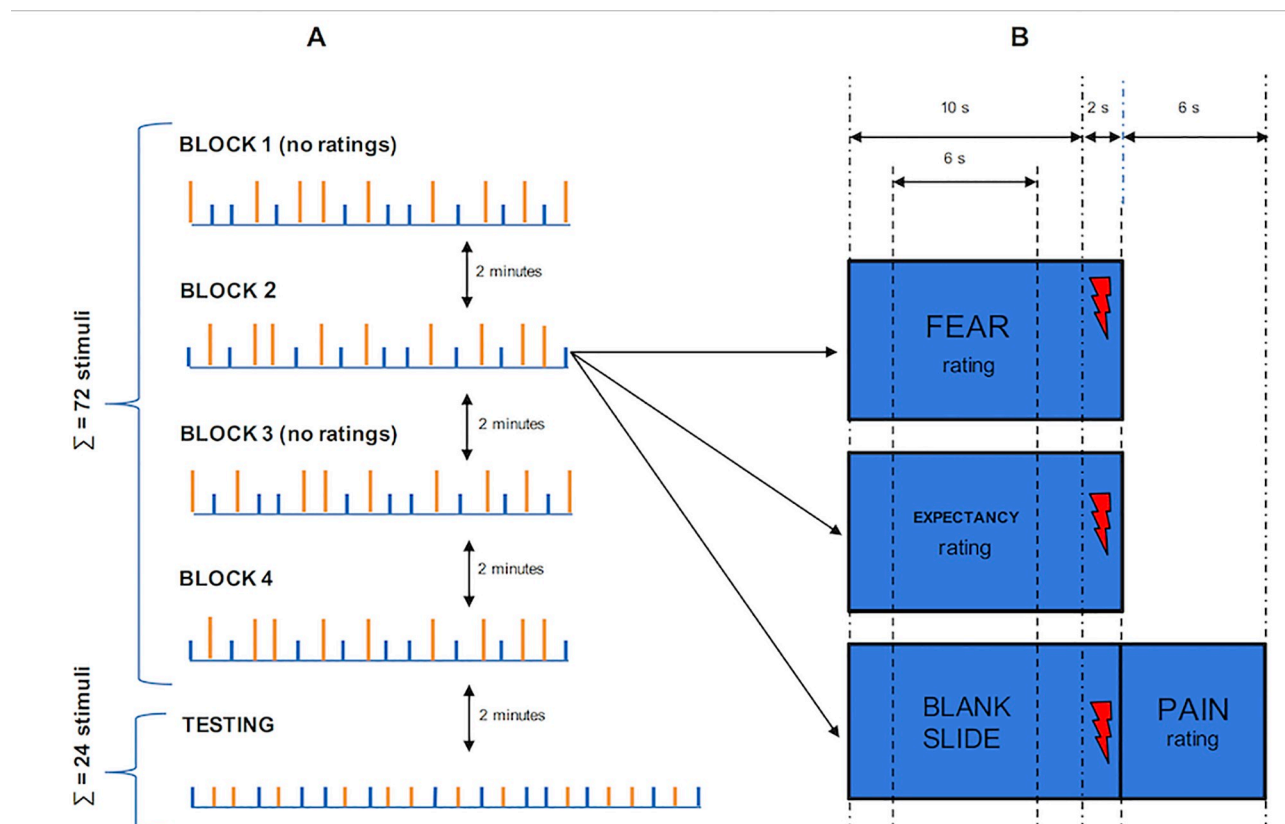 A
BLOCK 1 (no ratings)
2 minutes
BLOCK 2
2 minutes
BLOCK 3 (no ratings)
2 minutes
BLOCK 4
2 minutes
TESTING
∑ = 72 stimuli
∑ = 24 stimuli
B
10 s
2 s
6 s
6 s
FEAR
rating
EXPECTANCY
rating
BLANK
SLIDE
PAIN
rating